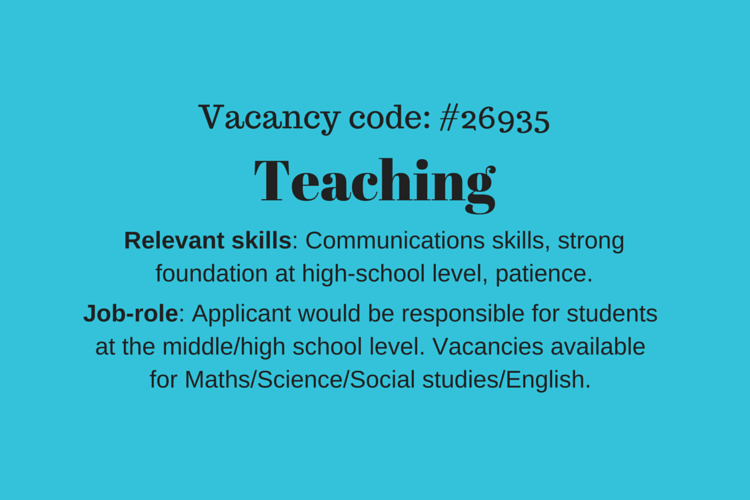 Vacancy code: #26935
Teaching
Relevant skills: Communications skills, strong
foundation at high-school level, patience.
Job-role: Applicant would be responsible for students
at the middle/high school level. Vacancies available
for Maths/Science/Social studies/English.